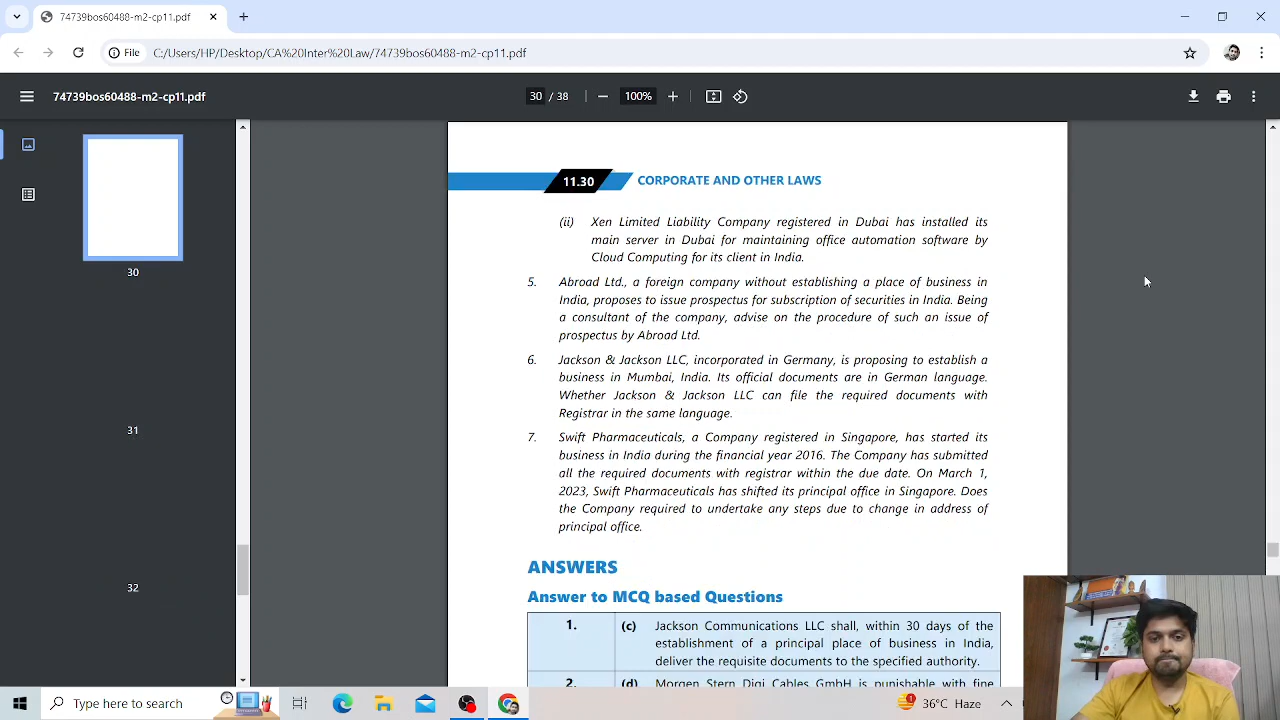 74739bos60488-m2-cp11.pdf
File
C:/Users/HP/Desktop/CA%20Inter%20Law/74739bos60488-m2-cp11.pdf
74739bos60488-m2-cp11.pdf
30 / 38
100%
30
31
32
11.30
CORPORATE AND OTHER LAWS
(ii) Xen Limited Liability Company registered in Dubai has installed its
main server in Dubai for maintaining office automation software by
Cloud Computing for its client in India.
5. Abroad Ltd., a foreign company without establishing a place of business in
India, proposes to issue prospectus for subscription of securities in India. Being
a consultant of the company, advise on the procedure of such an issue of
prospectus by Abroad Ltd.
6. Jackson & Jackson LLC, incorporated in Germany, is proposing to establish a
business in Mumbai, India. Its official documents are in German language.
Whether Jackson & Jackson LLC can file the required documents with
Registrar in the same language.
7. Swift Pharmaceuticals, a Company registered in Singapore, has started its
business in India during the financial year 2016. The Company has submitted
all the required documents with registrar within the due date. On March 1,
2023, Swift Pharmaceuticals has shifted its principal office in Singapore. Does
the Company required to undertake any steps due to change in address of
principal office.
ANSWERS
Answer to MCQ based Questions
1. (c) Jackson Communications LLC shall, within 30 days of the
establishment of a principal place of business in India,
deliver the requisite documents to the specified authority.
2. (d) Morgen Stern Digi Cables GmbH is punishable with fine
Type here to search
1
36°C Haze